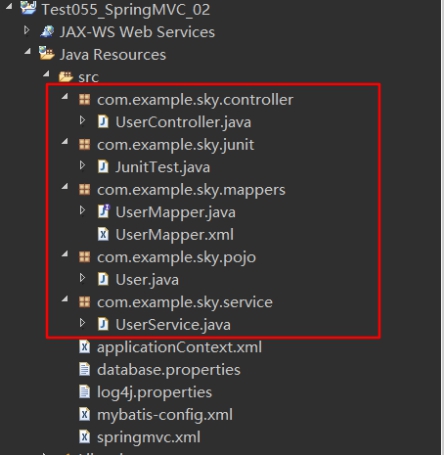 Test055_SpringMVC_02
JAX-WS Web Services
Java Resources
src
com.example.sky.controller
UserController.java
com.example.sky.junit
JunitTest.java
com.example.sky.mappers
UserMapper.java
UserMapper.xml
com.example.sky.pojo
User.java
com.example.sky.service
UserService.java
applicationContext.xml
database.properties
log4j.properties
mybatis-config.xml
springmvc.xml